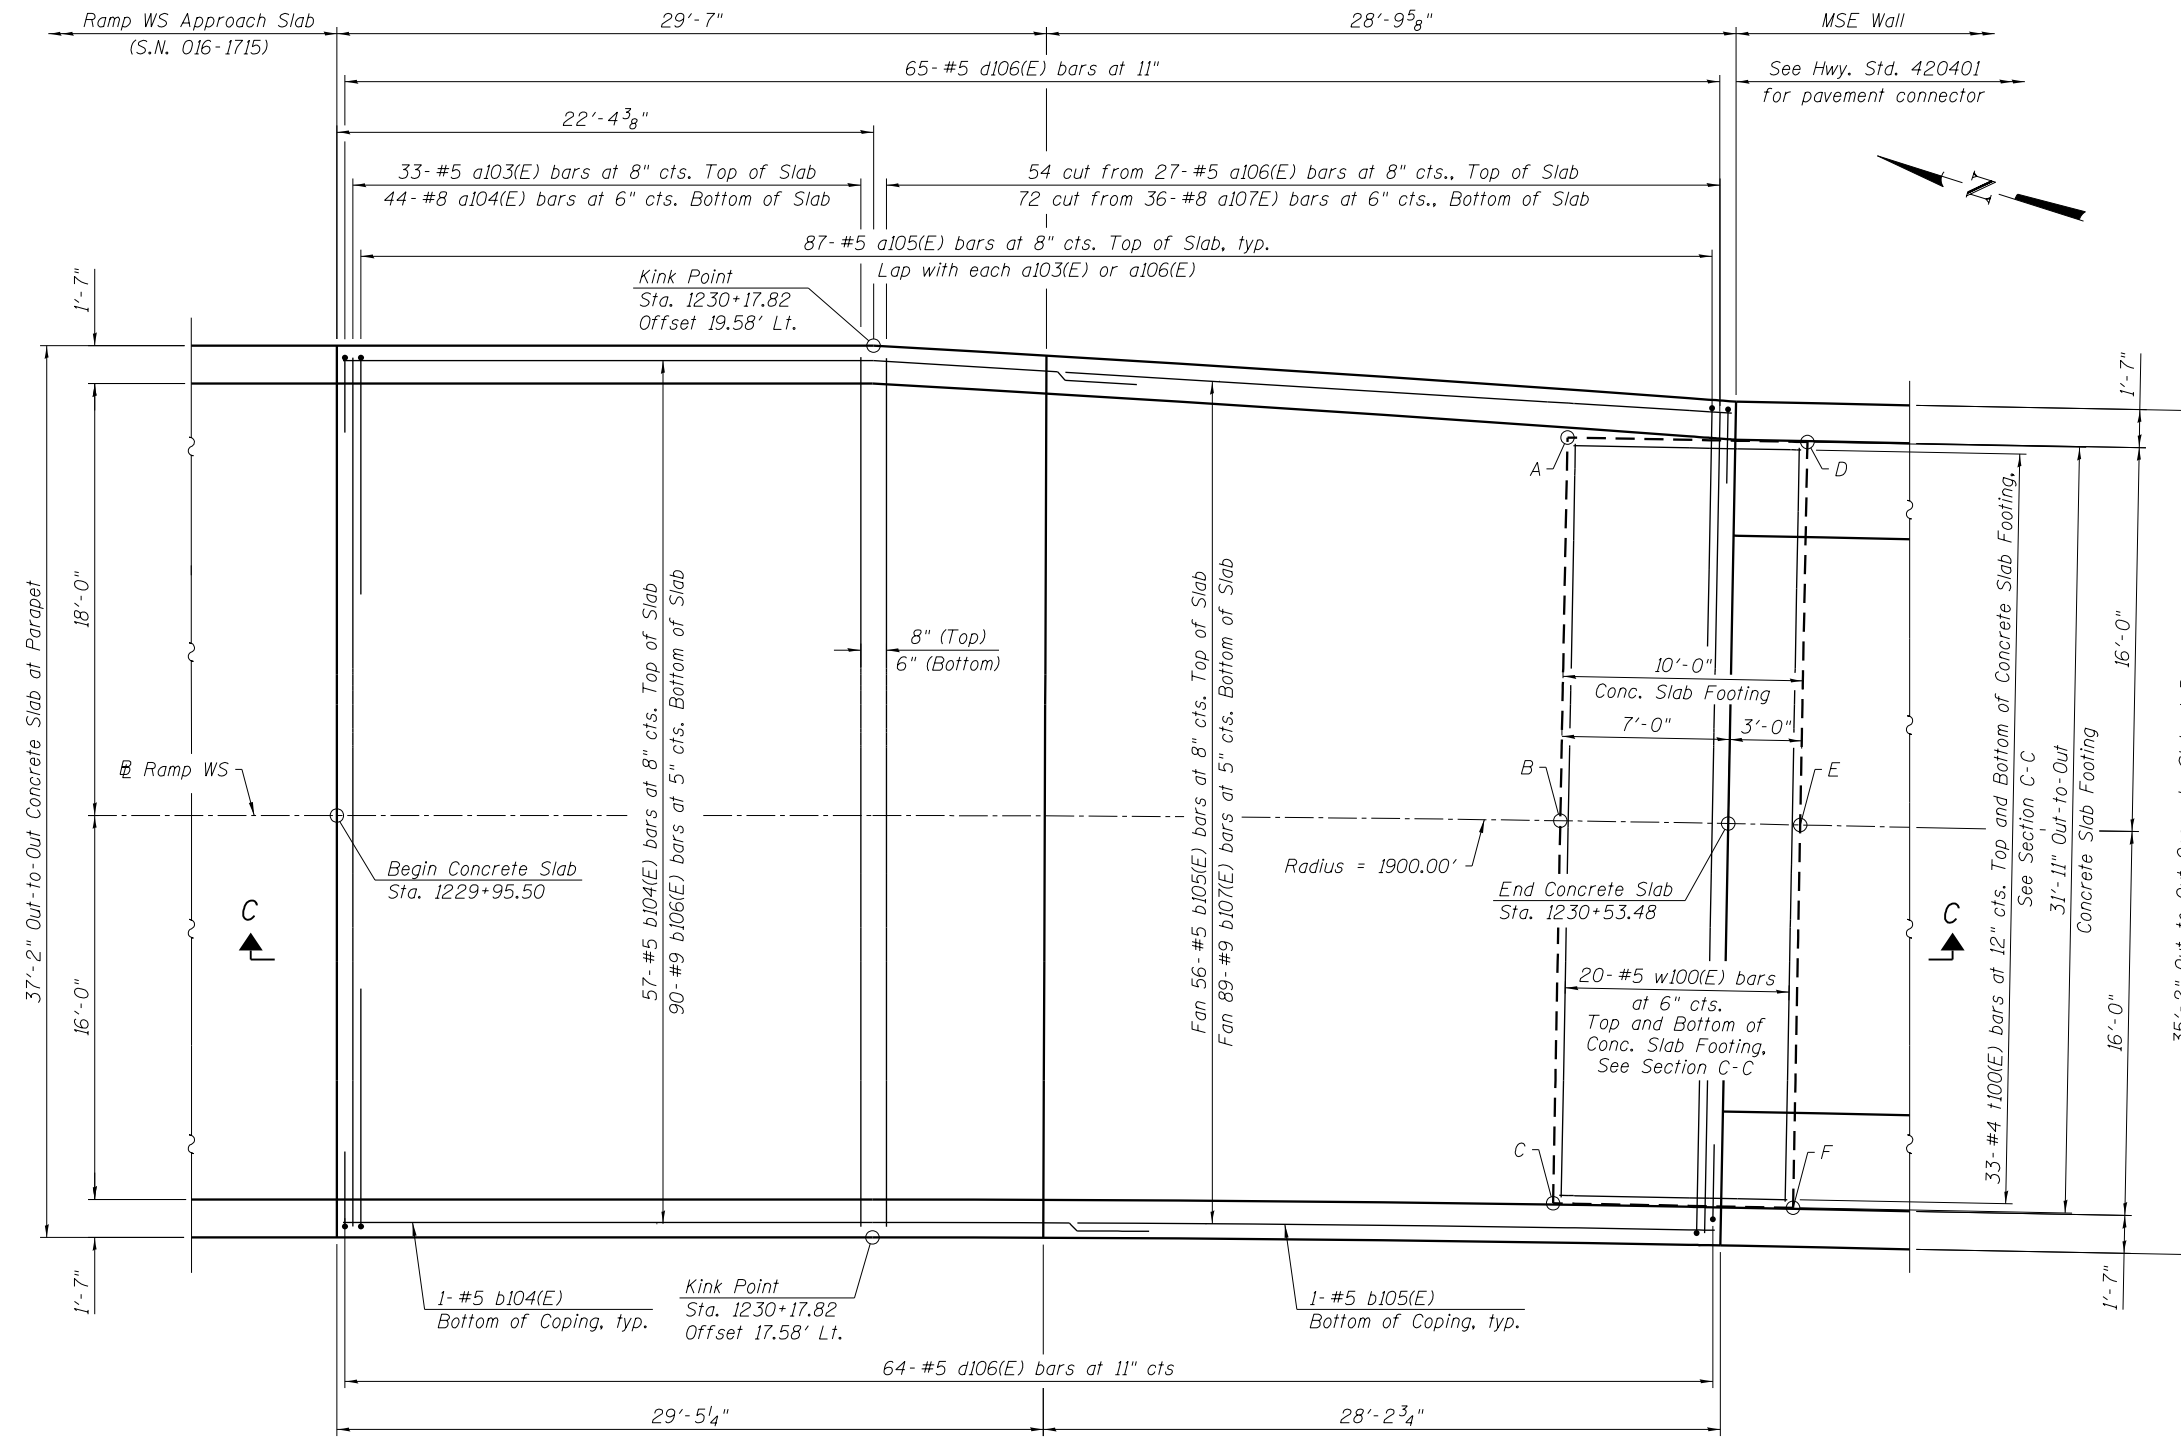 Ramp WS Approach Slab
(S.N. 016-1715)
29'-7"
28'-9 5/8"
MSE Wall
65-#5 d106(E) bars at 11"
See Hwy. Std. 420401
for pavement connector
22'-4 3/8"
33-#5 a103(E) bars at 8" cts. Top of Slab
44-#8 a104(E) bars at 6" cts. Bottom of Slab
54 cut from 27-#5 a106(E) bars at 8" cts., Top of Slab
72 cut from 36-#8 a107E) bars at 6" cts., Bottom of Slab
N
87-#5 a105(E) bars at 8" cts. Top of Slab, typ.
Lap with each a103(E) or a106(E)
Kink Point
Sta. 1230+17.82
Offset 19.58' Lt.
1'-7"
18'-0"
16'-0"
1'-7"
37'-2" Out-to-Out Concrete Slab at Parapet
57-#5 b104(E) bars at 8" cts. Top of Slab
90-#9 b106(E) bars at 5" cts. Bottom of Slab
8" (Top)
6" (Bottom)
Fan 56-#5 b105(E) bars at 8" cts. Top of Slab
Fan 89-#9 b107(E) bars at 5" cts. Bottom of Slab
A
D
10'-0"
Conc. Slab Footing
7'-0"
3'-0"
B
E
℄ Ramp WS
Begin Concrete Slab
Sta. 1229+95.50
Radius = 1900.00'
End Concrete Slab
Sta. 1230+53.48
C
C
20-#5 w100(E) bars
at 6" cts.
Top and Bottom of
Conc. Slab Footing,
See Section C-C
C
F
33-#4 t100(E) bars at 12" cts. Top and Bottom of Concrete Slab Footing,
See Section C-C
31'-11" Out-to-Out
Concrete Slab Footing
1'-7"
16'-0"
16'-0"
1'-7"
1-#5 b104(E)
Bottom of Coping, typ.
Kink Point
Sta. 1230+17.82
Offset 17.58' Lt.
1-#5 b105(E)
Bottom of Coping, typ.
64-#5 d106(E) bars at 11" cts
29'-5 1/4"
28'-2 3/4"